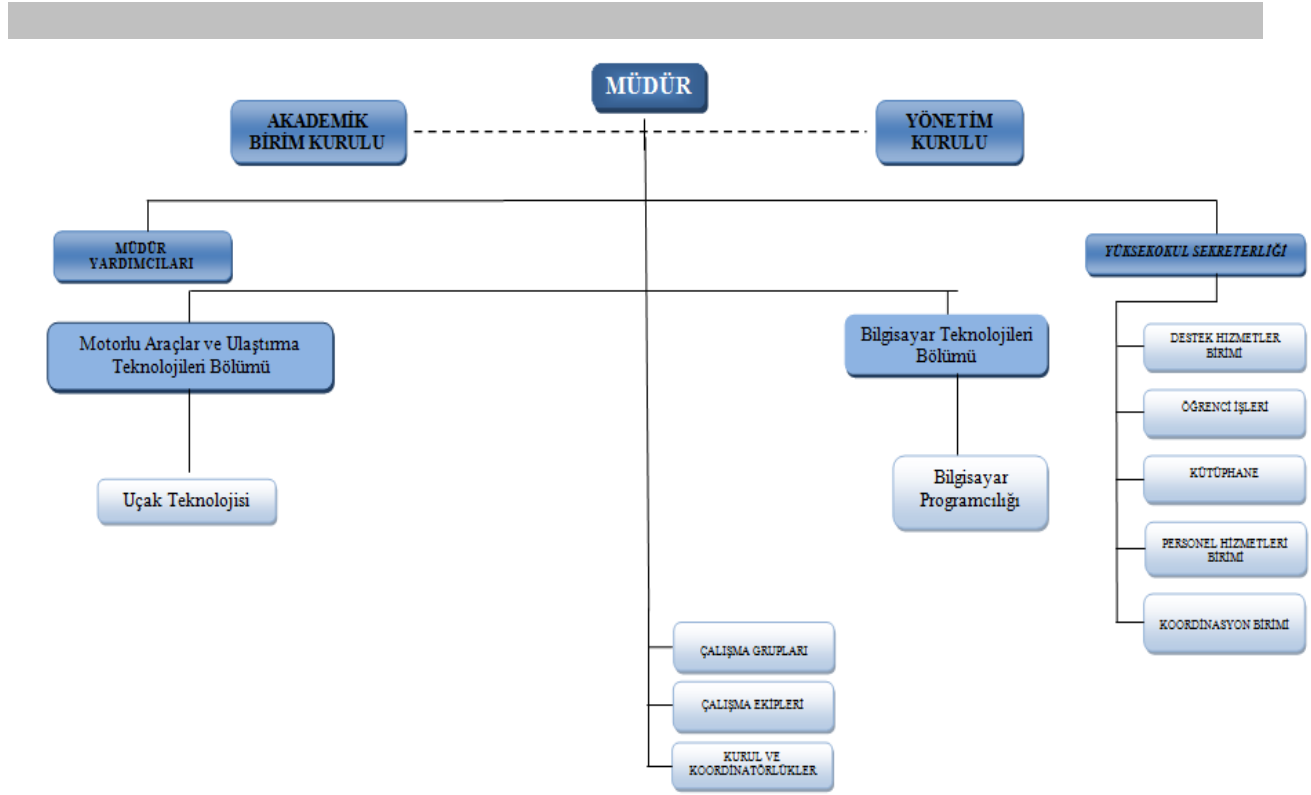 MÜDÜR
AKADEMİK
BİRİM KURULU
YÖNETİM
KURULU
MÜDÜR
YARDIMCILARI
YÜKSEKOKUL SEKRETERLİĞİ
Motorlu Araçlar ve Ulaştırma
Teknolojileri Bölümü
Bilgisayar Teknolojileri
Bölümü
DESTEK HIZMETLER
BİRİMİ
ÖĞRENCİ İŞLERİ
KÜTÜPHANE
PERSONEL HİZMETLERİ
BİRİMİ
KOORDİNASYON BİRİMİ
Uçak Teknolojisi
Bilgisayar
Programcılığı
ÇALIŞMA GRUPLARI
ÇALIŞMA EKİPLERİ
KURUL VE
KOORDİNATÖRLÜKLER